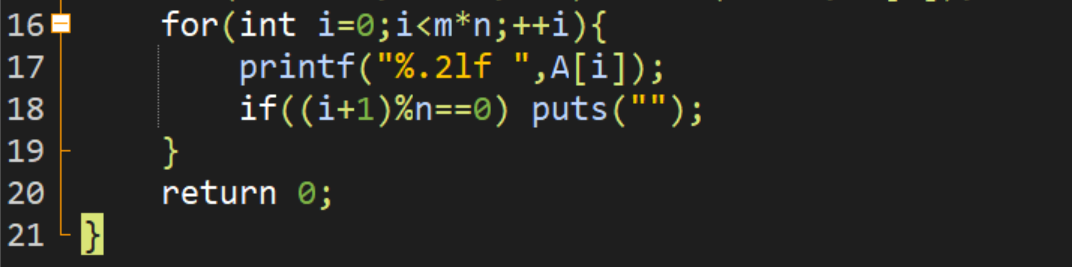 16 for(int i=0;i<m*n;++i){
17 printf("%.2lf ",A[i]);
18 if((i+1)%n==0) puts("");
19 }
20 return 0;
21 }